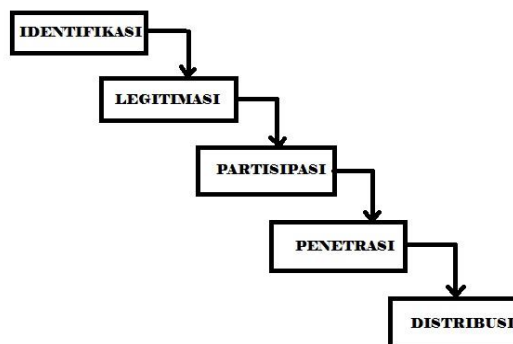 IDENTIFIKASI
LEGITIMASI
PARTISIPASI
PENETRASI
DISTRIBUSI